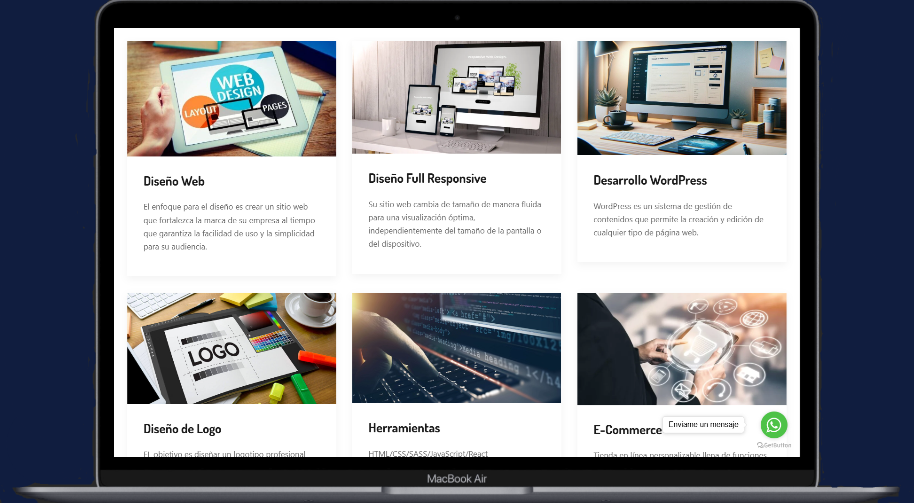 WEB
DESIGN
LAYOUT
PAGES
Diseño Web
El enfoque para el diseño es crear un sitio web
que fortalezca la marca de su empresa al tiempo
que garantiza la facilidad de uso y la simplicidad
para su audiencia.
Diseño Full Responsive
Su sitio web cambia de tamaño de manera fluida
para una visualización óptima,
independientemente del tamaño de la pantalla o
del dispositivo.
Desarrollo WordPress
WordPress es un sistema de gestión de
contenidos que permite la creación y edición de
cualquier tipo de página web.
LOGO
Diseño de Logo
EL objetivo es diseñar un logotipo profesional
Herramientas
HTML/CSS/SASS/JavaScript/React
E-Commerce
Enviame un mensaje
GetButton
Tienda en línea personalizable llena de funciones
MacBook Air